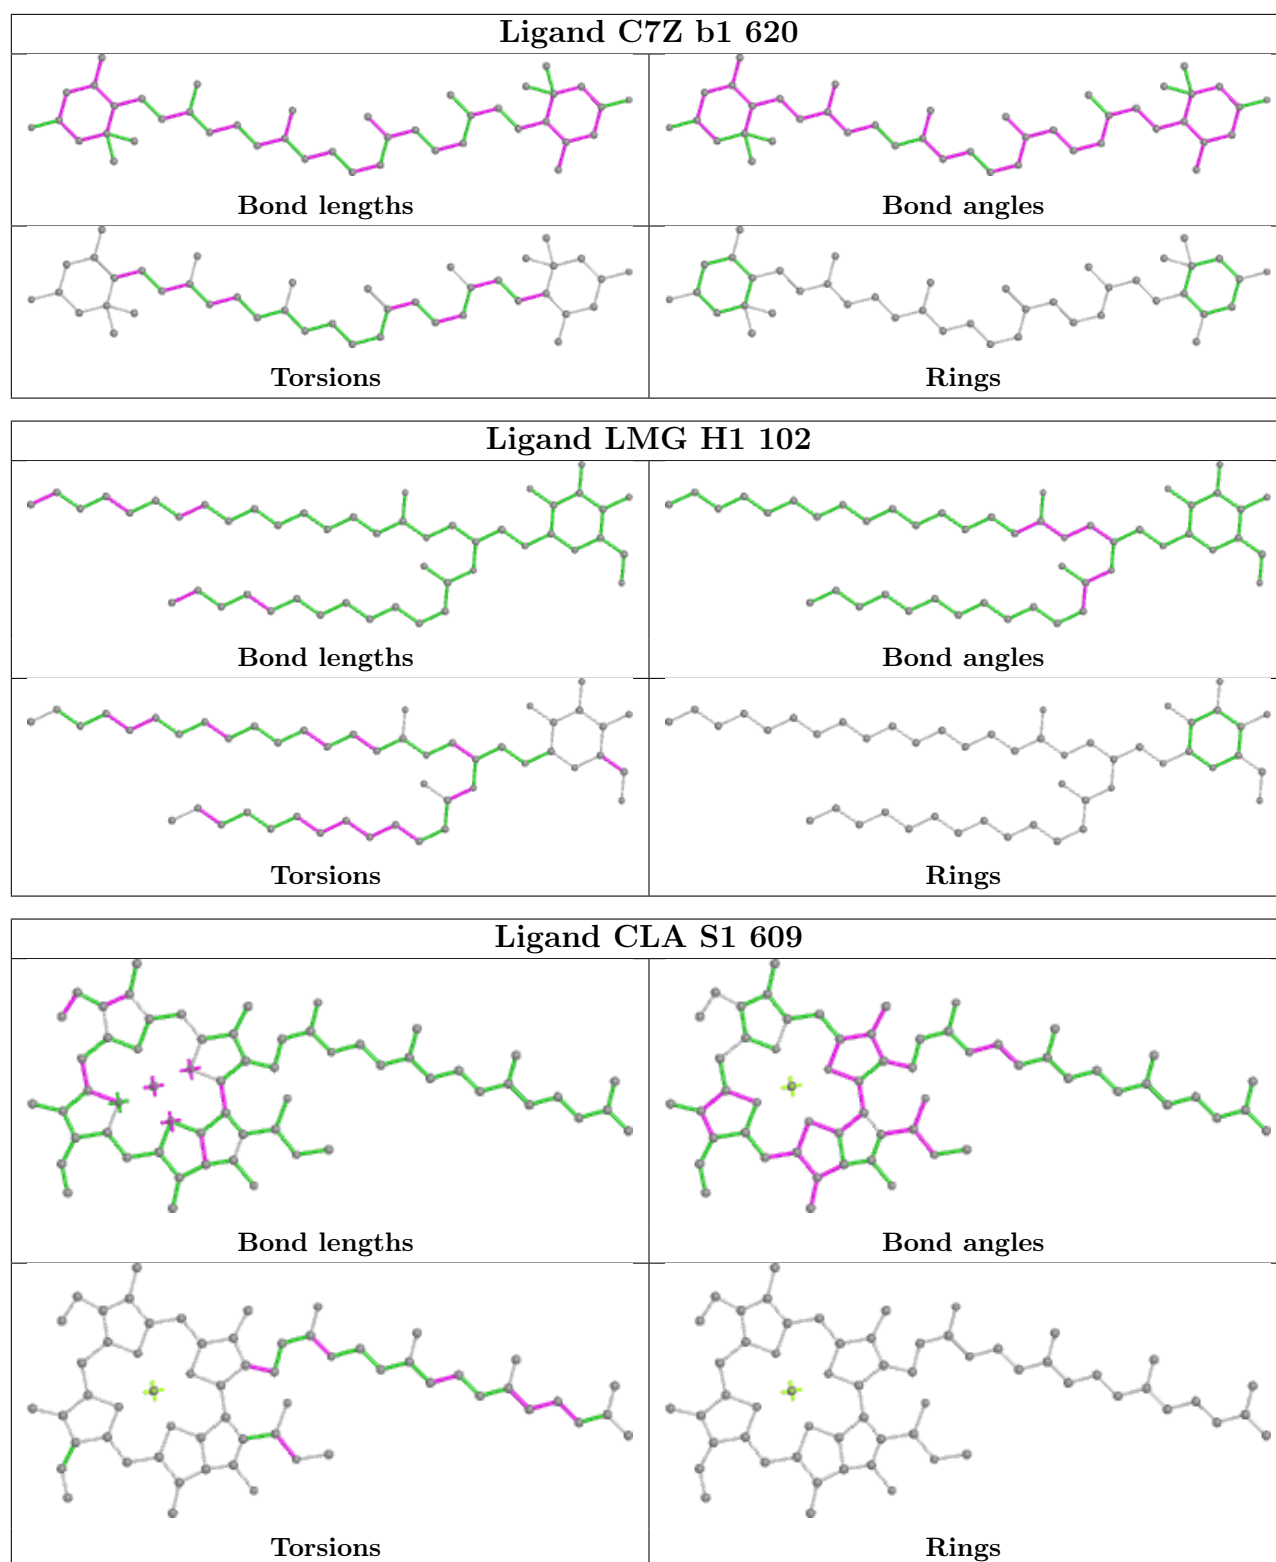 Ligand C7Z b1 620
Bond lengths
Bond angles
Torsions
Rings
Ligand LMG H1 102
Bond lengths
Bond angles
Torsions
Rings
Ligand CLA S1 609
Bond lengths
Bond angles
Torsions
Rings